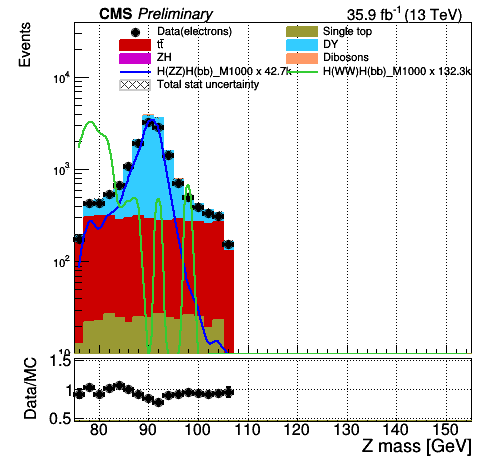 CMS Preliminary 35.9 fb⁻¹ (13 TeV)
Data(electrons) Single top
tt̄ DY
ZH Dibosons
H(ZZ)H(bb)_M1000 x 42.7k H(WW)H(bb)_M1000 x 132.3k
Total stat uncertainty
Events
10⁴
10³
10²
10
Data/MC
1.5
1
0.5
80 90 100 110 120 130 140 150
Z mass [GeV]